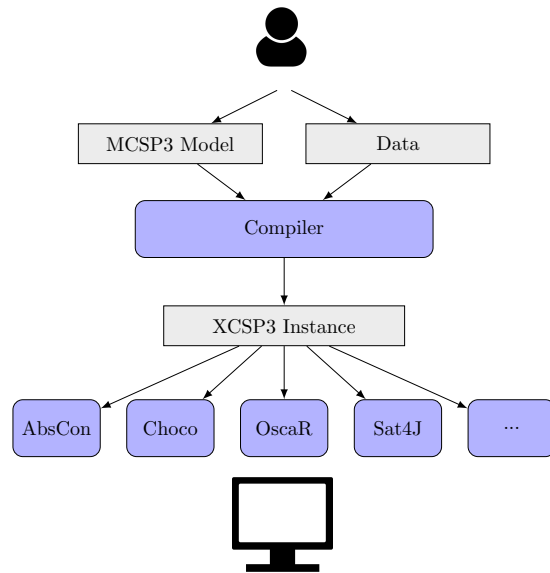 MCSP3 Model
Data
Compiler
XCSP3 Instance
AbsCon
Choco
OscaR
Sat4J
...